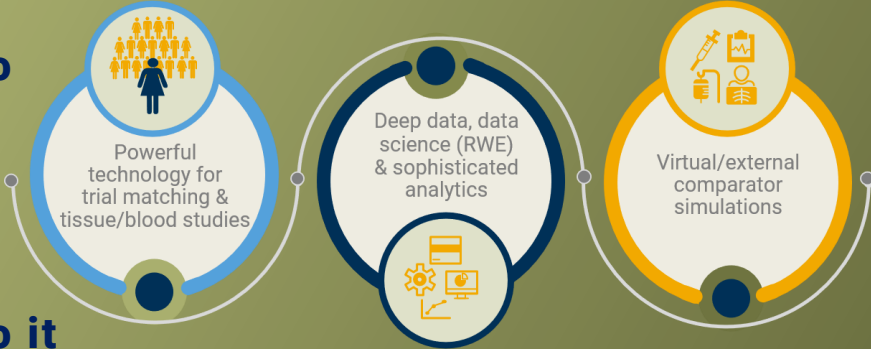 Powerful
technology for
trial matching &
tissue/blood studies
Deep data, data
science (RWE)
& sophisticated
analytics
Virtual/external
comparator
simulations
it